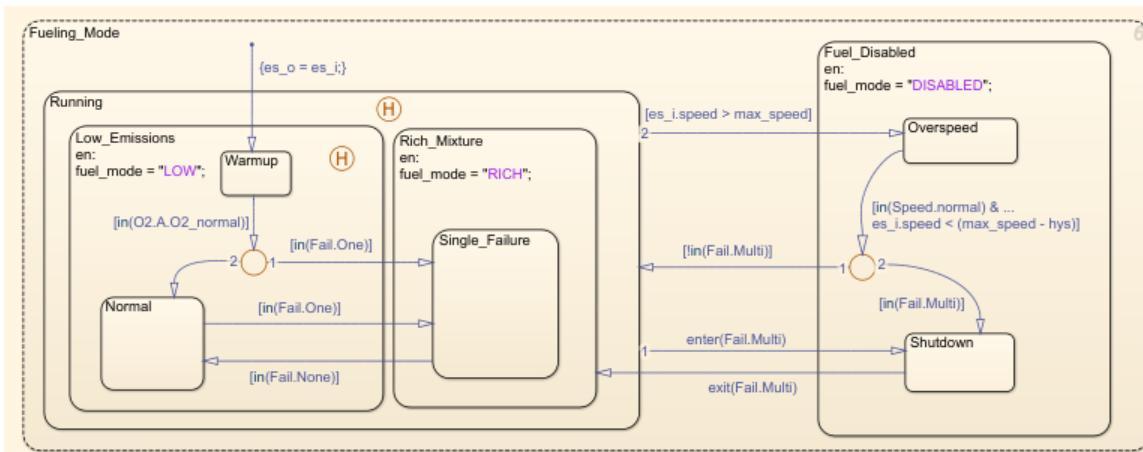 Fueling_Mode
6
{es_o = es_i;}
Running
H
Low_Emissions
en:
fuel_mode = "LOW";
H
Warmup
[in(O2.A.O2_normal)]
2
1
[in(Fail.One)]
Normal
[in(Fail.One)]
[in(Fail.None)]
Rich_Mixture
en:
fuel_mode = "RICH";
Single_Failure
[es_i.speed > max_speed]
2
[!in(Fail.Multi)]
1
enter(Fail.Multi)
exit(Fail.Multi)
Fuel_Disabled
en:
fuel_mode = "DISABLED";
Overspeed
[in(Speed.normal) & ...
es_i.speed < (max_speed - hys)]
1
2
[in(Fail.Multi)]
Shutdown